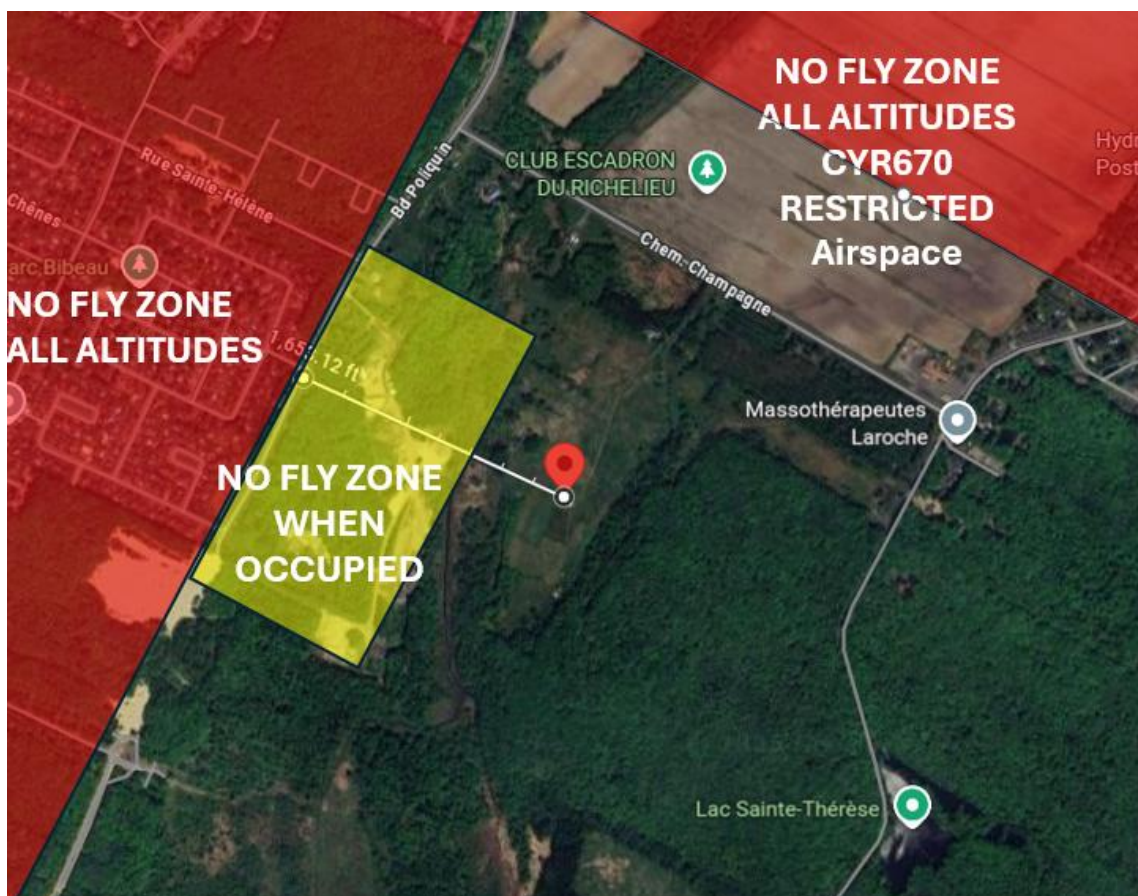 NO FLY ZONE
ALL ALTITUDES
CYR670
RESTRICTED
Airspace
CLUB ESCADRON
DU RICHELIEU
Bd Poliquin
Rue Sainte-Hélène
Chênes
arc Bibeau
Hydr
Post
Chem. Champagne
NO FLY ZONE
ALL ALTITUDES
12 ft
NO FLY ZONE
WHEN
OCCUPIED
Massothérapeutes
Laroche
Lac Sainte-Thérèse